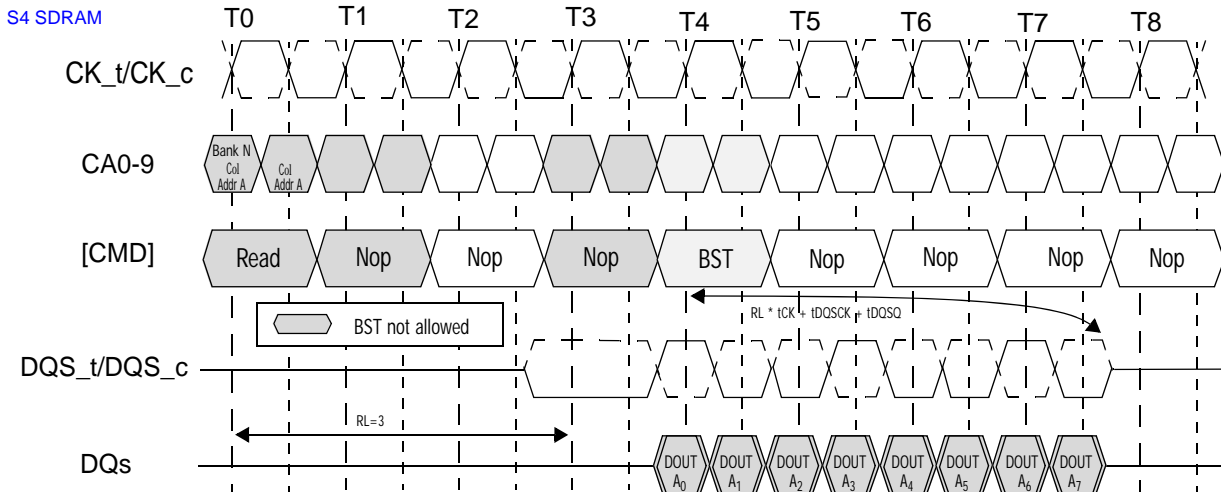 S4 SDRAM
T0 T1 T2 T3 T4 T5 T6 T7 T8
CK_t/CK_c
CA0-9
Bank N
Col
Addr A
Col
Addr A
[CMD]
Read Nop Nop Nop BST Nop Nop Nop Nop
BST not allowed
RL * tCK + tDQSCK + tDQSQ
DQS_t/DQS_c
RL=3
DQs
DOUT DOUT DOUT DOUT DOUT DOUT DOUT DOUT
A0 A1 A2 A3 A4 A5 A6 A7